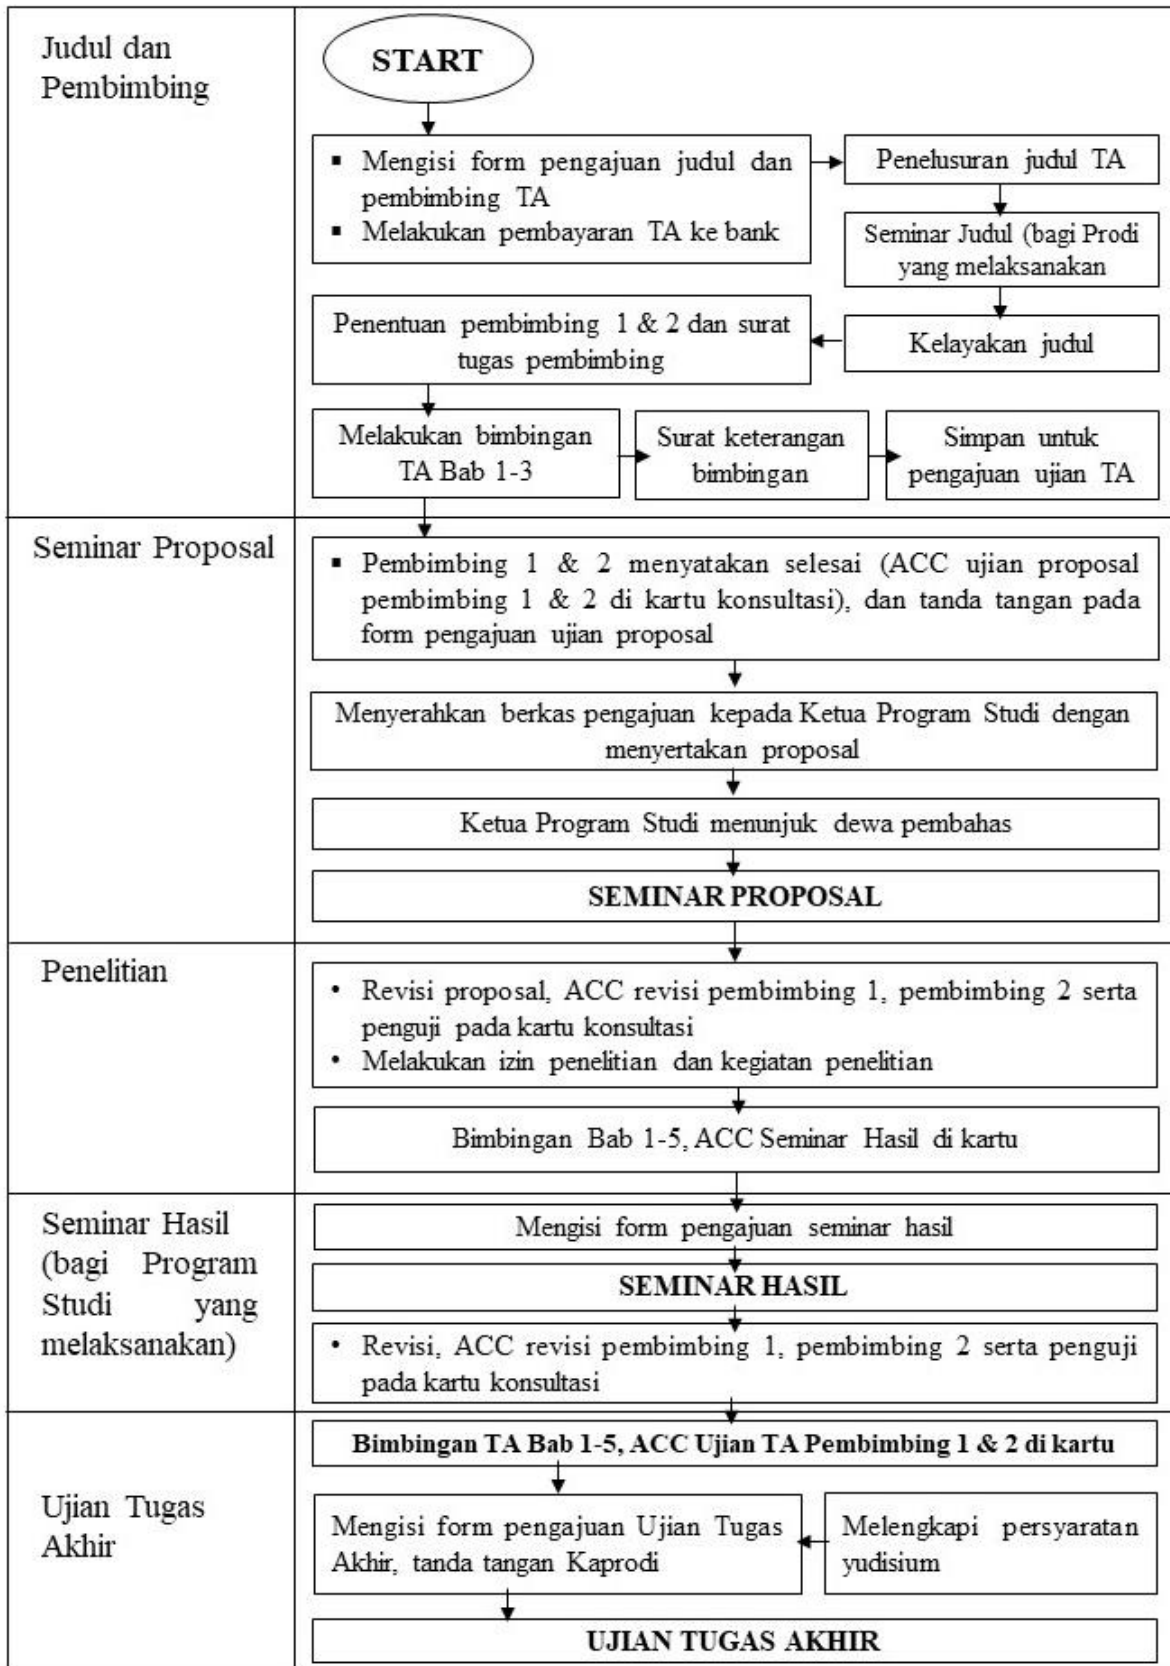 Judul dan
Pembimbing
START
▪ Mengisi form pengajuan judul dan
pembimbing TA
▪ Melakukan pembayaran TA ke bank
Penelusuran judul TA
Seminar Judul (bagi Prodi
yang melaksanakan
Kelayakan judul
Penentuan pembimbing 1 & 2 dan surat
tugas pembimbing
Melakukan bimbingan
TA Bab 1-3
Surat keterangan
bimbingan
Simpan untuk
pengajuan ujian TA
Seminar Proposal
▪ Pembimbing 1 & 2 menyatakan selesai (ACC ujian proposal
pembimbing 1 & 2 di kartu konsultasi), dan tanda tangan pada
form pengajuan ujian proposal
Menyerahkan berkas pengajuan kepada Ketua Program Studi dengan
menyertakan proposal
Ketua Program Studi menunjuk dewa pembahas
SEMINAR PROPOSAL
Penelitian
• Revisi proposal, ACC revisi pembimbing 1, pembimbing 2 serta
penguji pada kartu konsultasi
• Melakukan izin penelitian dan kegiatan penelitian
Bimbingan Bab 1-5, ACC Seminar Hasil di kartu
Seminar Hasil
(bagi Program
Studi yang
melaksanakan)
Mengisi form pengajuan seminar hasil
SEMINAR HASIL
• Revisi, ACC revisi pembimbing 1, pembimbing 2 serta penguji
pada kartu konsultasi
Ujian Tugas
Akhir
Bimbingan TA Bab 1-5, ACC Ujian TA Pembimbing 1 & 2 di kartu
Mengisi form pengajuan Ujian Tugas
Akhir, tanda tangan Kaprodi
Melengkapi persyaratan
yudisium
UJIAN TUGAS AKHIR